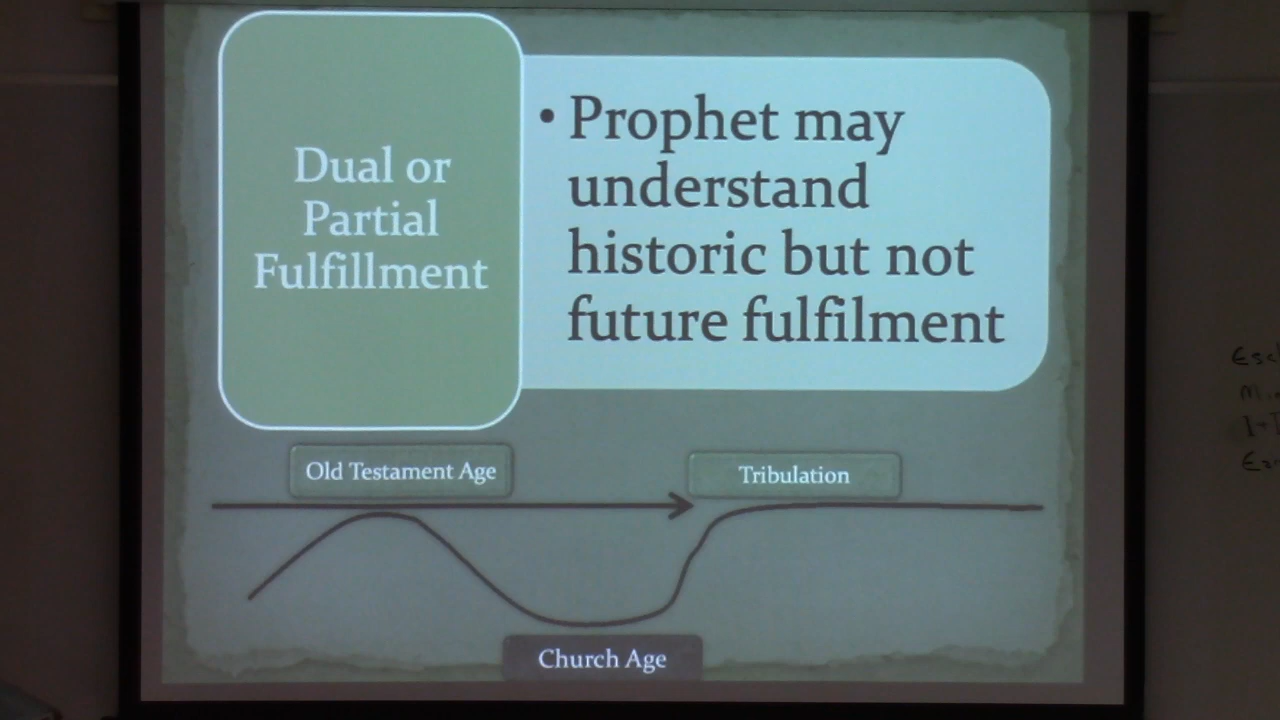 Dual or
Partial
Fulfillment
• Prophet may
understand
historic but not
future fulfilment
Old Testament Age
Tribulation
Church Age